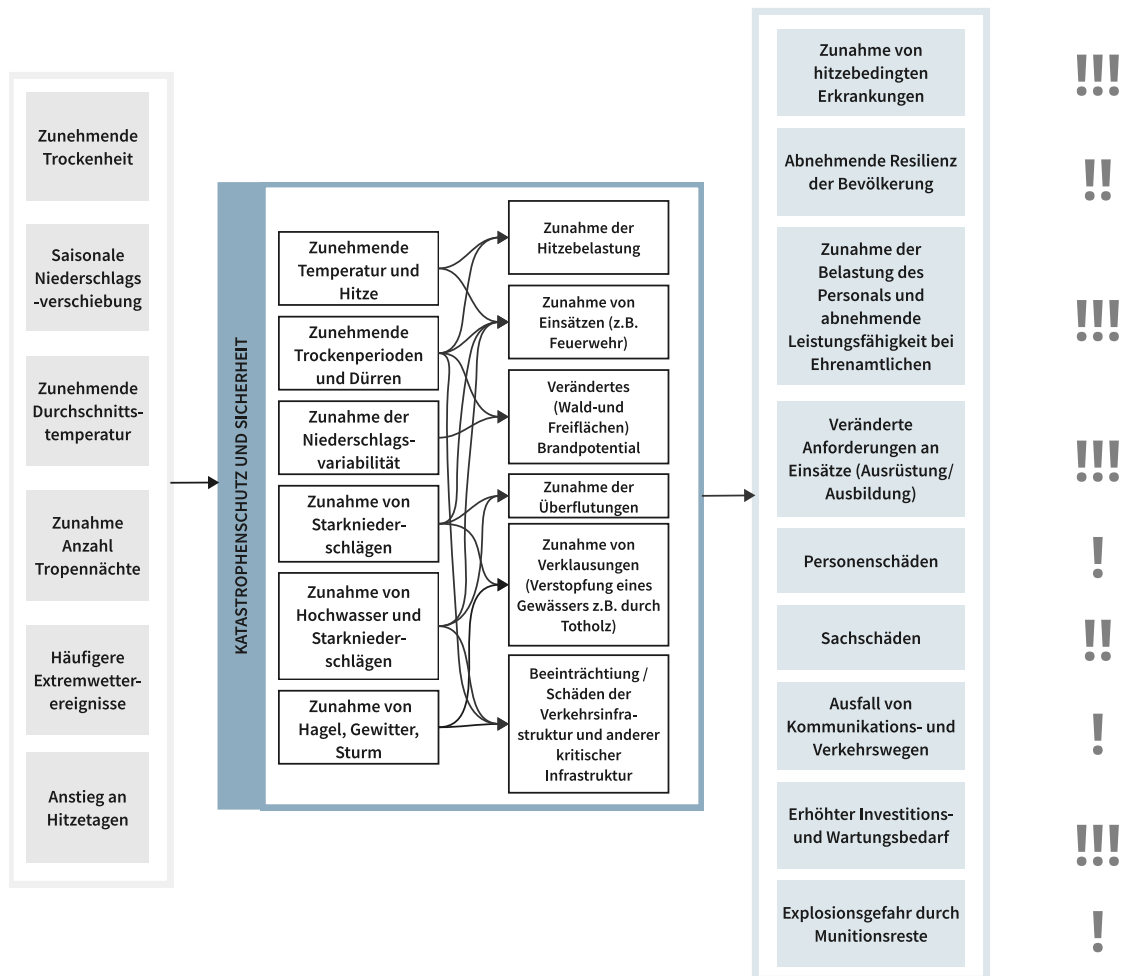 Zunehmende
Trockenheit
Saisonale
Niederschlags
-verschiebung
Zunehmende
Durchschnitts-
temperatur
Zunahme
Anzahl
Tropennächte
Häufigere
Extremwetter-
ereignisse
Anstieg an
Hitzetagen
KATASTROPHENSCHUTZ UND SICHERHEIT
Zunehmende
Temperatur und
Hitze
Zunehmende
Trockenperioden
und Dürren
Zunahme der
Niederschlags-
variabilität
Zunahme von
Starknieder-
schlägen
Zunahme von
Hochwasser und
Starknieder-
schlägen
Zunahme von
Hagel, Gewitter,
Sturm
Zunahme der
Hitzebelastung
Zunahme von
Einsätzen (z.B.
Feuerwehr)
Verändertes
(Wald-und
Freiflächen)
Brandpotential
Zunahme der
Überflutungen
Zunahme von
Verklausungen
(Verstopfung eines
Gewässers z.B. durch
Totholz)
Beeinträchtiung /
Schäden der
Verkehrsinfra-
struktur und anderer
kritischer
Infrastruktur
Zunahme von
hitzebedingten
Erkrankungen
!!!
Abnehmende Resilienz
der Bevölkerung
!!
Zunahme der
Belastung des
Personals und
abnehmende
Leistungsfähigkeit bei
Ehrenamtlichen
!!!
Veränderte
Anforderungen an
Einsätze (Ausrüstung/
Ausbildung)
!!!
Personenschäden
!
Sachschäden
!!
Ausfall von
Kommunikations- und
Verkehrswegen
!
Erhöhter Investitions-
und Wartungsbedarf
!!!
Explosionsgefahr durch
Munitionsreste
!